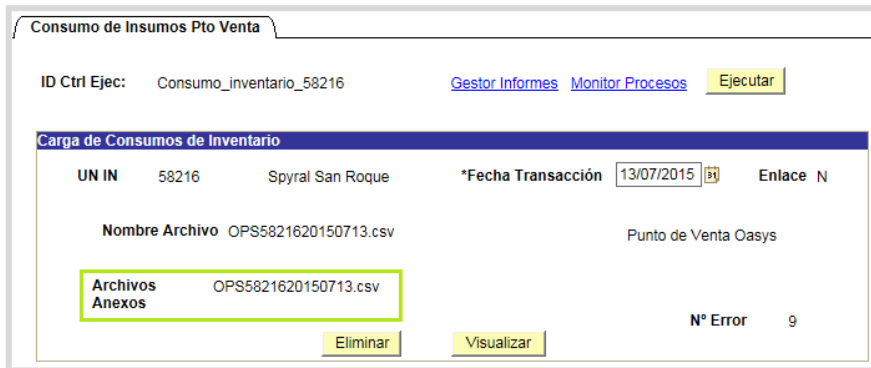 Consumo de Insumos Pto Venta
ID Ctrl Ejec: Consumo_inventario_58216 Gestor Informes Monitor Procesos Ejecutar
Carga de Consumos de Inventario
UN IN 58216 Spyral San Roque *Fecha Transacción 13/07/2015 31 Enlace N
Nombre Archivo OPS5821620150713.csv Punto de Venta Oasys
Archivos Anexos OPS5821620150713.csv
Nº Error 9
Eliminar Visualizar